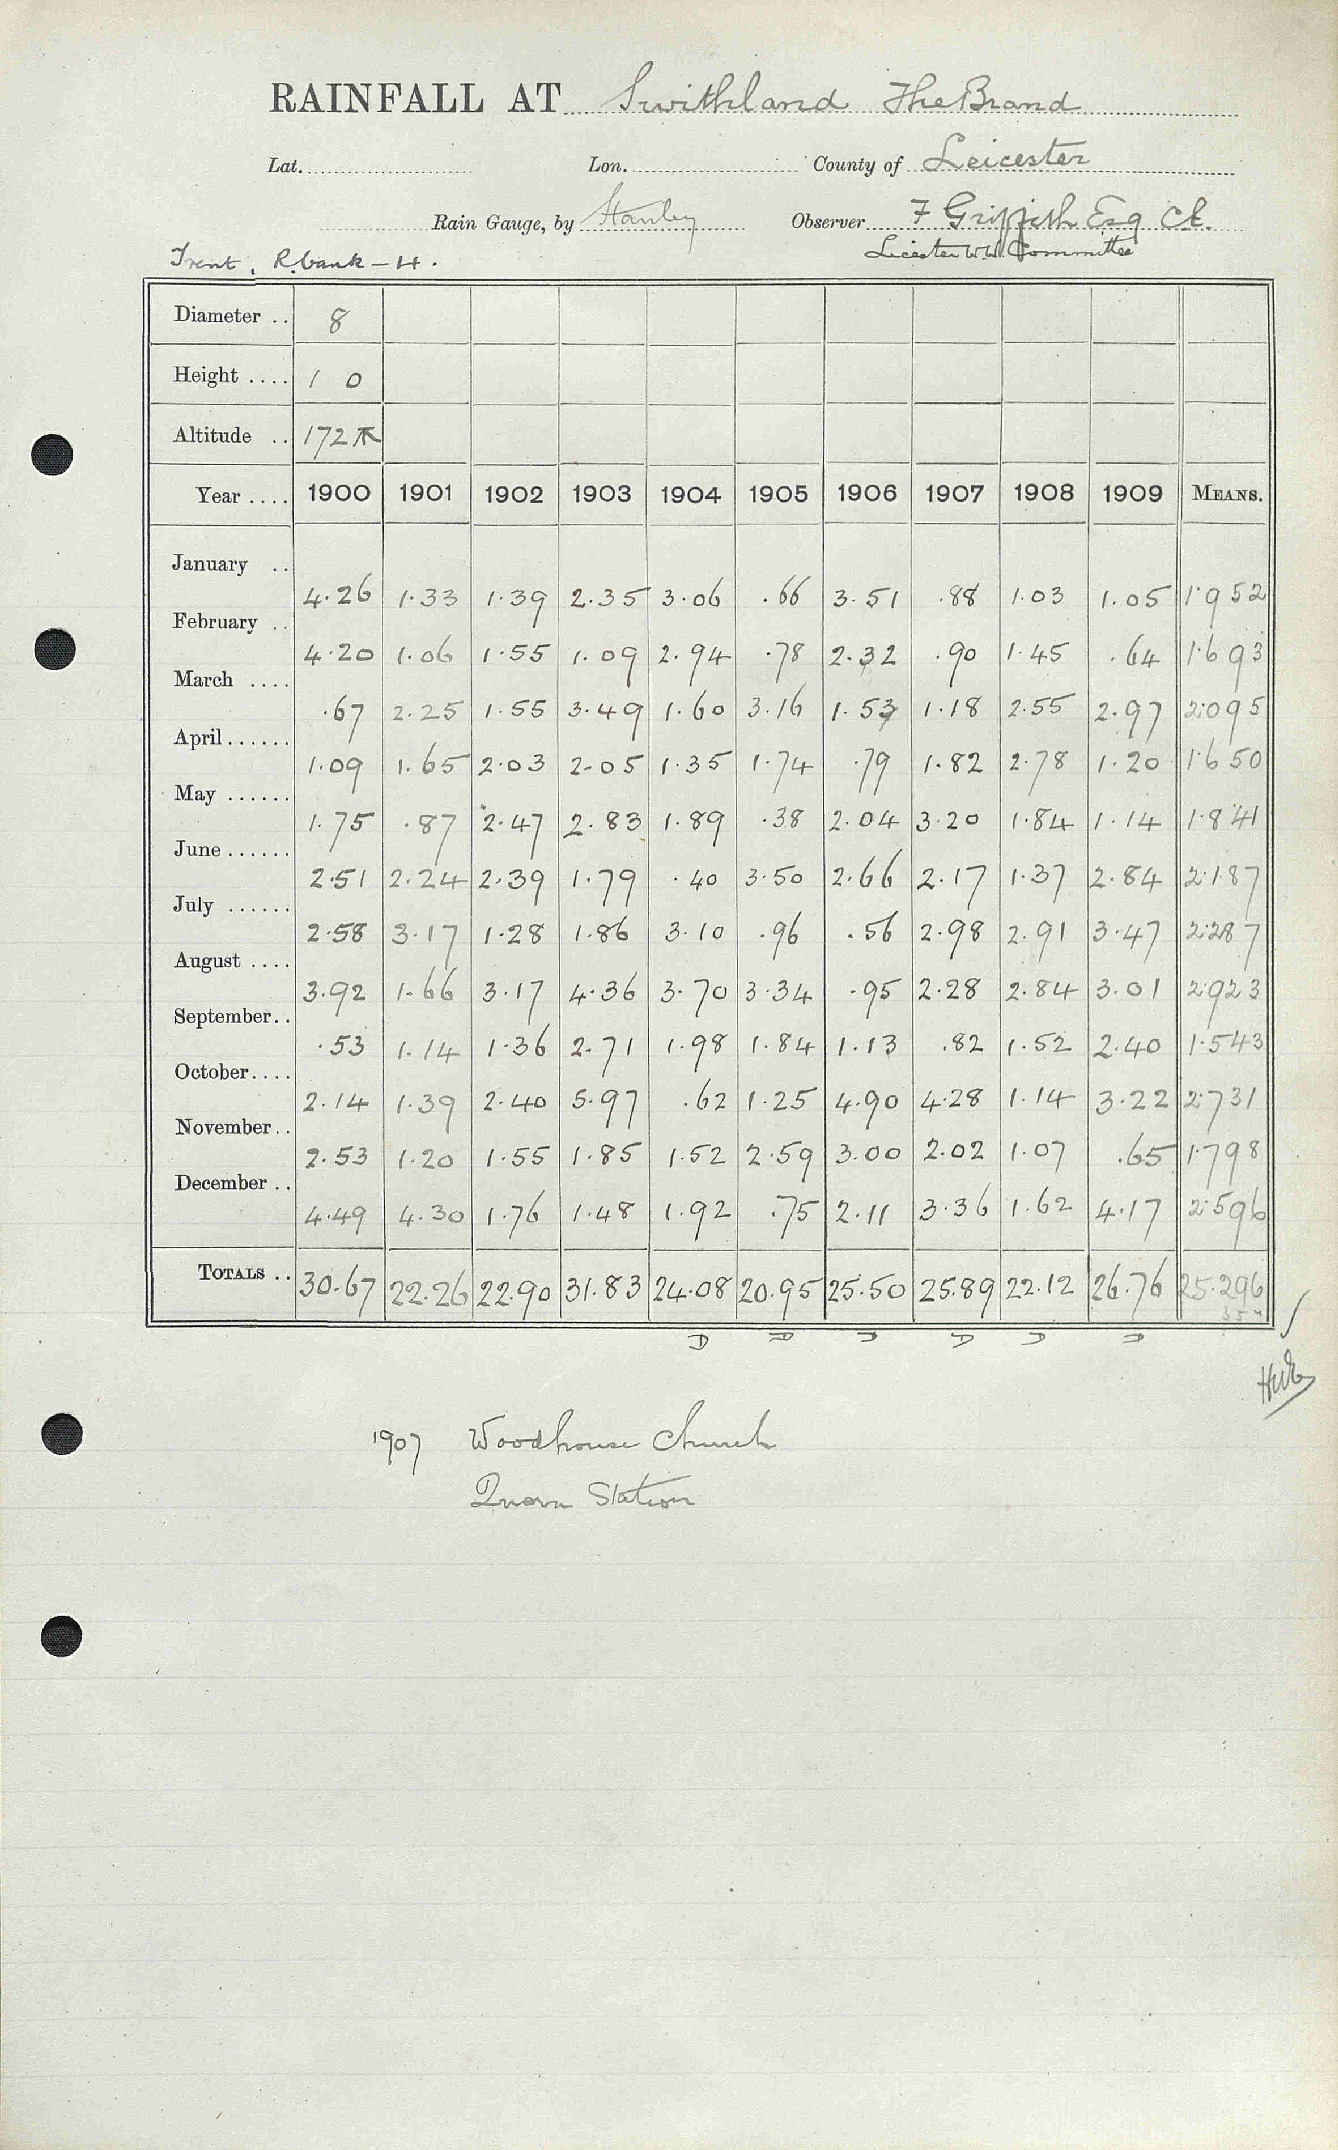 RAINFALL AT Swithland The Brand
Lat. Lon. County of Leicester
Rain Gauge, by Stanley Observer F Griffith Esq C.E.
Leicester W.W. Committee
Trent, R.bank - H.
Diameter .. 8
Height .... 1 0
Altitude .. 172
Year .... 1900 1901 1902 1903 1904 1905 1906 1907 1908 1909 MEANS.
January .. 4.26 1.33 1.39 2.35 3.06 .66 3.51 .88 1.03 1.05 1.952
February .. 4.20 1.06 1.55 1.09 2.94 .78 2.32 .90 1.45 .64 1.693
March .... .67 2.25 1.55 3.49 1.60 3.16 1.53 1.18 2.55 2.97 2.095
April...... 1.09 1.65 2.03 2.05 1.35 1.74 .79 1.82 2.78 1.20 1.650
May ...... 1.75 .87 2.47 2.83 1.89 .38 2.04 3.20 1.84 1.14 1.841
June...... 2.51 2.24 2.39 1.79 .40 3.50 2.66 2.17 1.37 2.84 2.187
July ...... 2.58 3.17 1.28 1.86 3.10 .96 .56 2.98 2.91 3.47 2.287
August .... 3.92 1.66 3.17 4.36 3.70 3.34 .95 2.28 2.84 3.01 2.923
September.. .53 1.14 1.36 2.71 1.98 1.84 1.13 .82 1.52 2.40 1.543
October.... 2.14 1.39 2.40 5.97 .62 1.25 4.90 4.28 1.14 3.22 2.731
November.. 2.53 1.20 1.55 1.85 1.52 2.59 3.00 2.02 1.07 .65 1.798
December .. 4.49 4.30 1.76 1.48 1.92 .75 2.11 3.36 1.62 4.17 2.596
TOTALS .. 30.67 22.26 22.90 31.83 24.08 20.95 25.50 25.89 22.12 26.76 25.296
1907 Woodhouse Church
Quorn Station